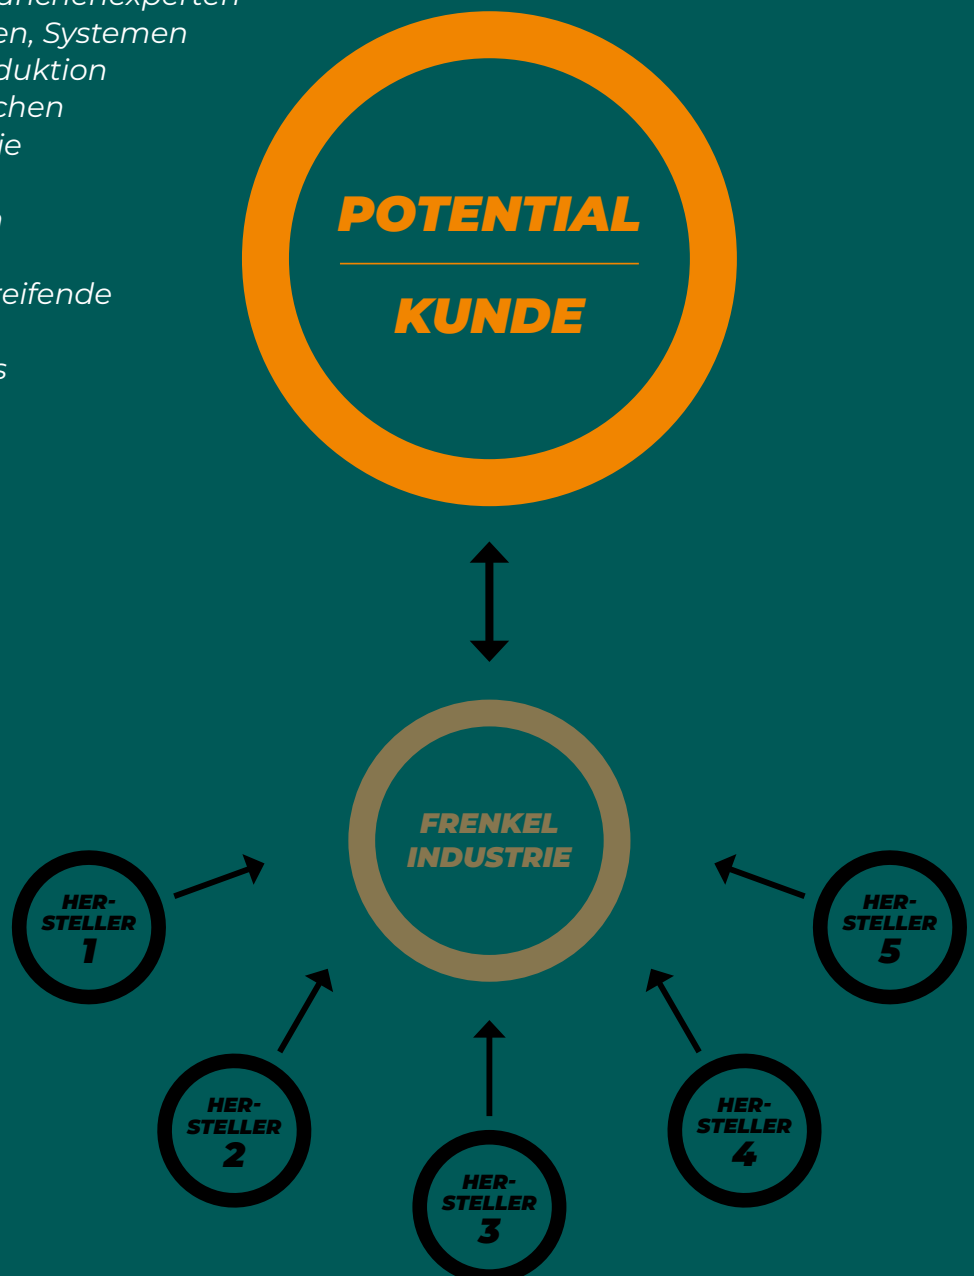 en, Systemen
duktion
chen
ie
reifende
s
POTENTIAL
KUNDE
FRENKEL
INDUSTRIE
HER-
STELLER
1
HER-
STELLER
2
HER-
STELLER
3
HER-
STELLER
4
HER-
STELLER
5